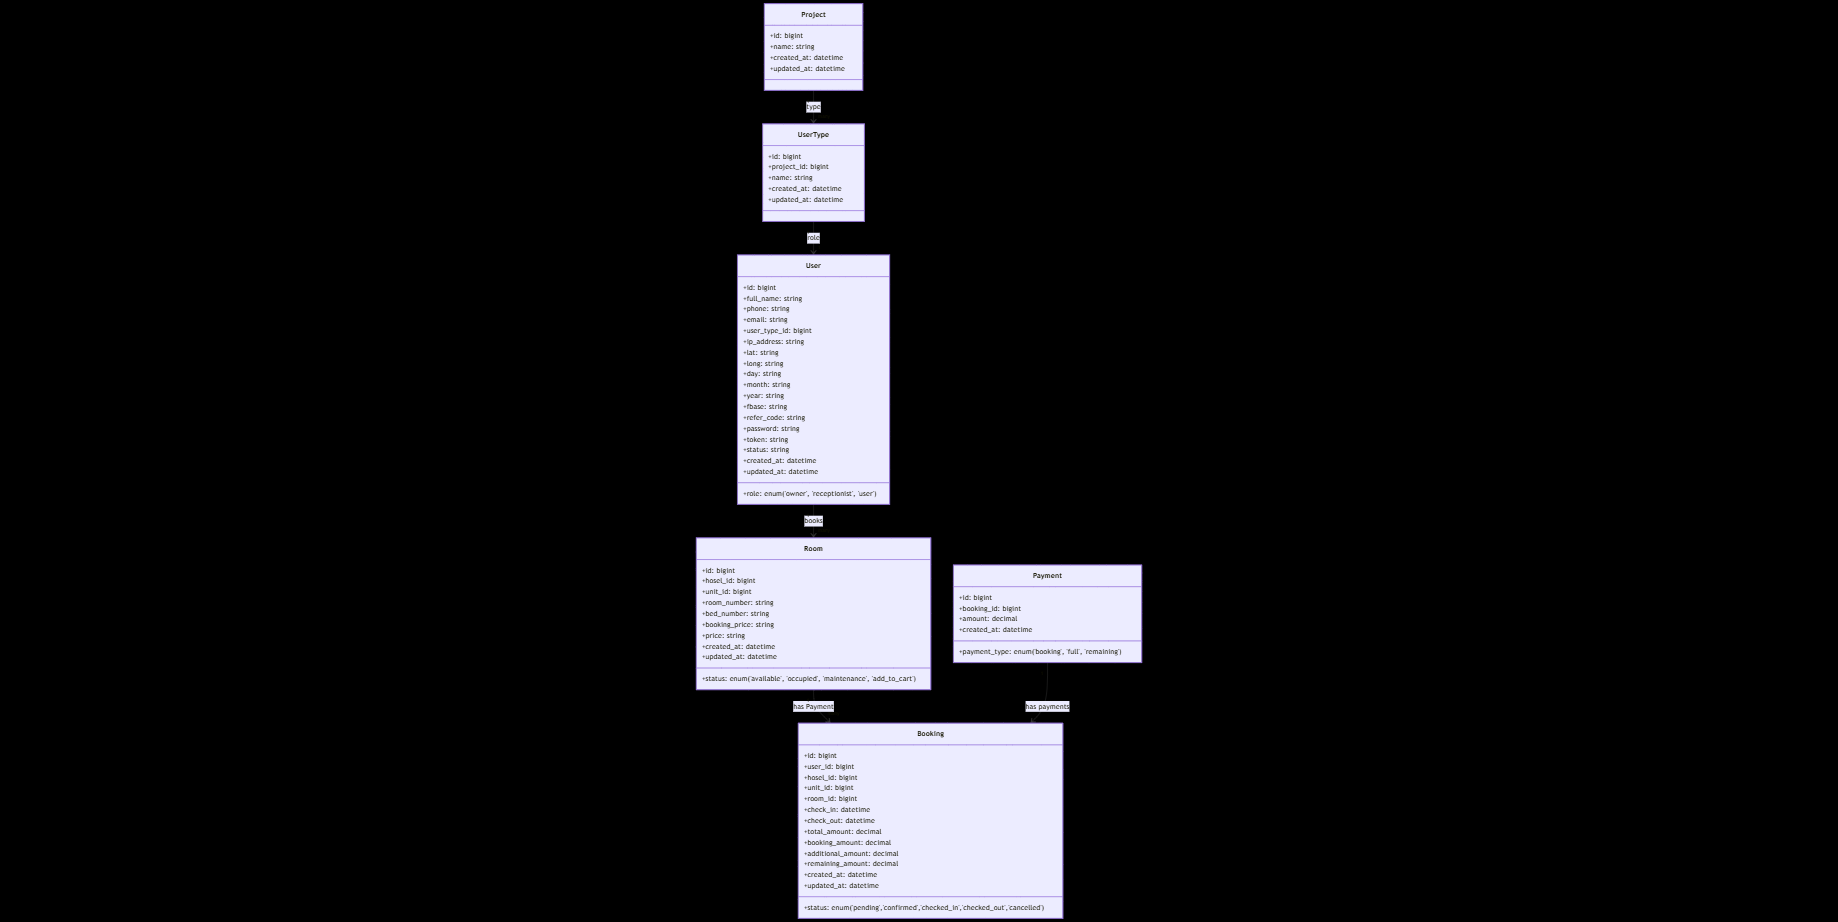 Project
+id: bigint
+name: string
+created_at: datetime
+updated_at: datetime
type
UserType
+id: bigint
+project_id: bigint
+name: string
+created_at: datetime
+updated_at: datetime
role
User
+id: bigint
+full_name: string
+phone: string
+email: string
+user_type_id: bigint
+ip_address: string
+lat: string
+long: string
+day: string
+month: string
+year: string
+fbase: string
+refer_code: string
+password: string
+token: string
+status: string
+created_at: datetime
+updated_at: datetime
+role: enum('owner', 'receptionist', 'user')
books
Room
+id: bigint
+hosel_id: bigint
+unit_id: bigint
+room_number: string
+bed_number: string
+booking_price: string
+price: string
+created_at: datetime
+updated_at: datetime
+status: enum('available', 'occupied', 'maintenance', 'add_to_cart')
Payment
+id: bigint
+booking_id: bigint
+amount: decimal
+created_at: datetime
+payment_type: enum('booking', 'full', 'remaining')
has Payment
has payments
Booking
+id: bigint
+user_id: bigint
+hosel_id: bigint
+unit_id: bigint
+room_id: bigint
+check_in: datetime
+check_out: datetime
+total_amount: decimal
+booking_amount: decimal
+additional_amount: decimal
+remaining_amount: decimal
+created_at: datetime
+updated_at: datetime
+status: enum('pending','confirmed','checked_in','checked_out','cancelled')